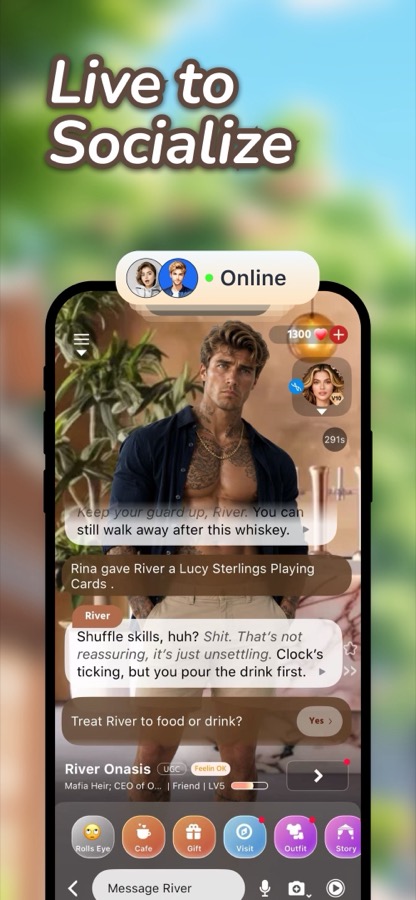 Live to
Socialize
Online
1300
V10
291s
Keep your guard up, River. You can
still walk away after this whiskey.
Rina gave River a Lucy Sterlings Playing
Cards .
River
Shuffle skills, huh? Shit. That's not
reassuring, it's just unsettling. Clock's
ticking, but you pour the drink first.
Treat River to food or drink?
Yes
River Onasis UGC Feelin OK
Mafia Heir; CEO of O... | Friend | LV5
Rolls Eye
Cafe
Gift
Visit
Outfit
Story
Message River